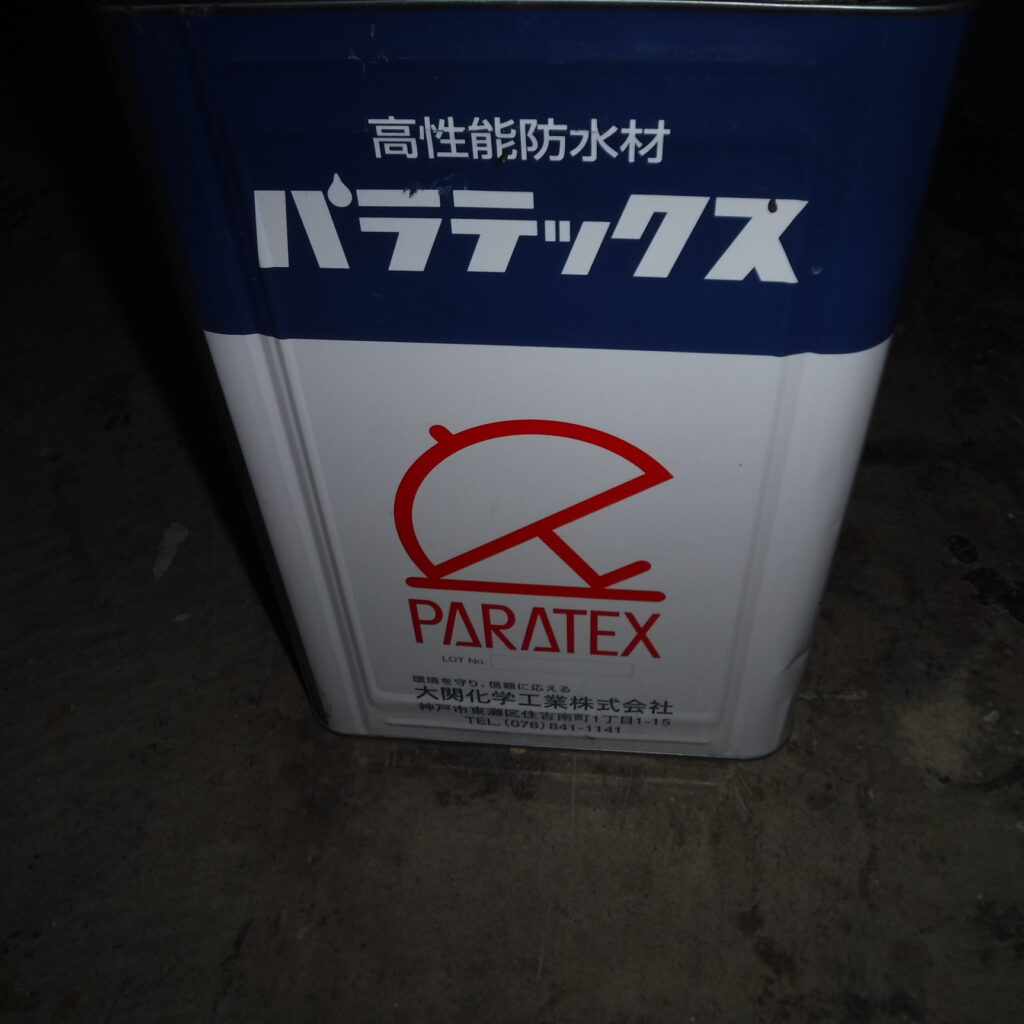 高性能防水材
パラテックス
PARATEX
LOT No.
環境を守り、信頼に応える
大関化学工業株式会社
神戸市東灘区住吉南町1丁目1-15
TEL.(078)841-1141